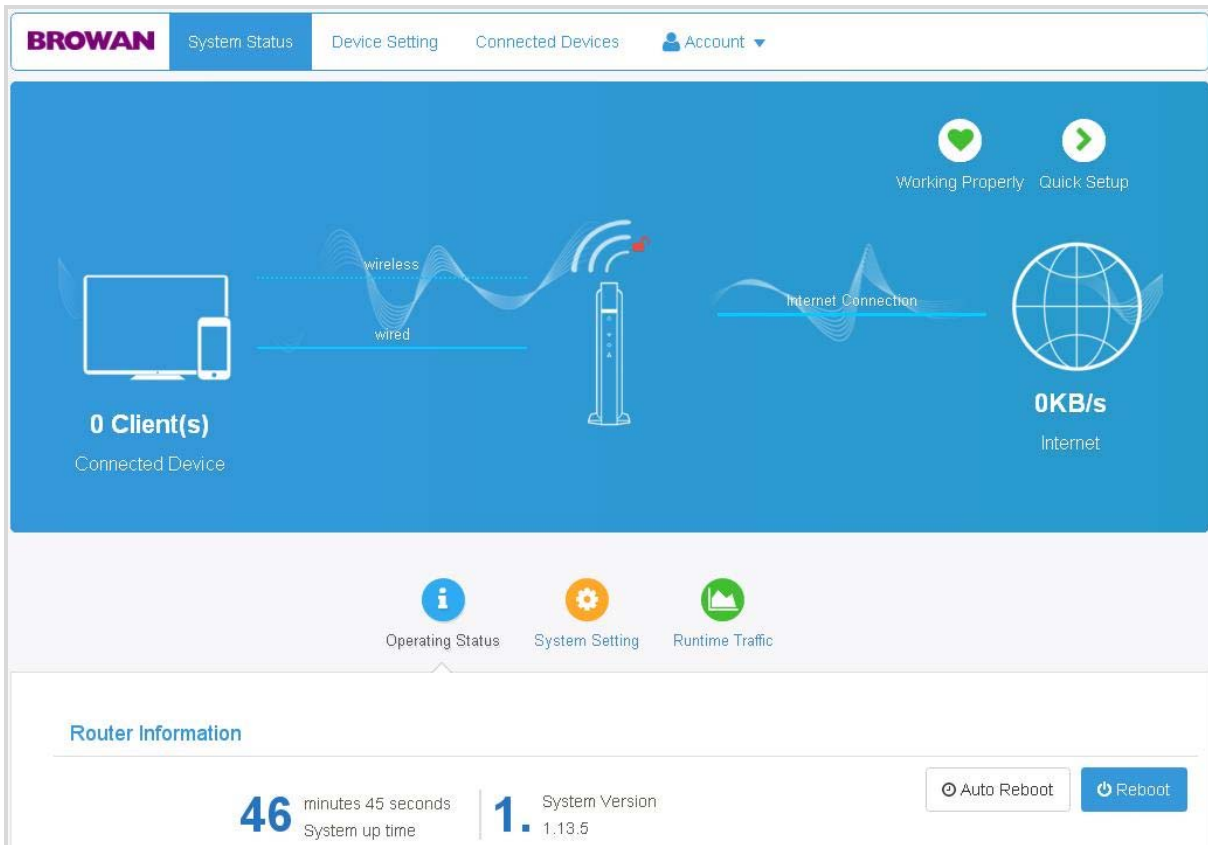 BROWAN System Status Device Setting Connected Devices Account
Working Properly Quick Setup
wireless
Internet Connection
wired
0 Client(s)
Connected Device
0KB/s
Internet
Operating Status System Setting Runtime Traffic
Router Information
46 minutes 45 seconds
System up time
1. System Version
1.13.5
Auto Reboot Reboot